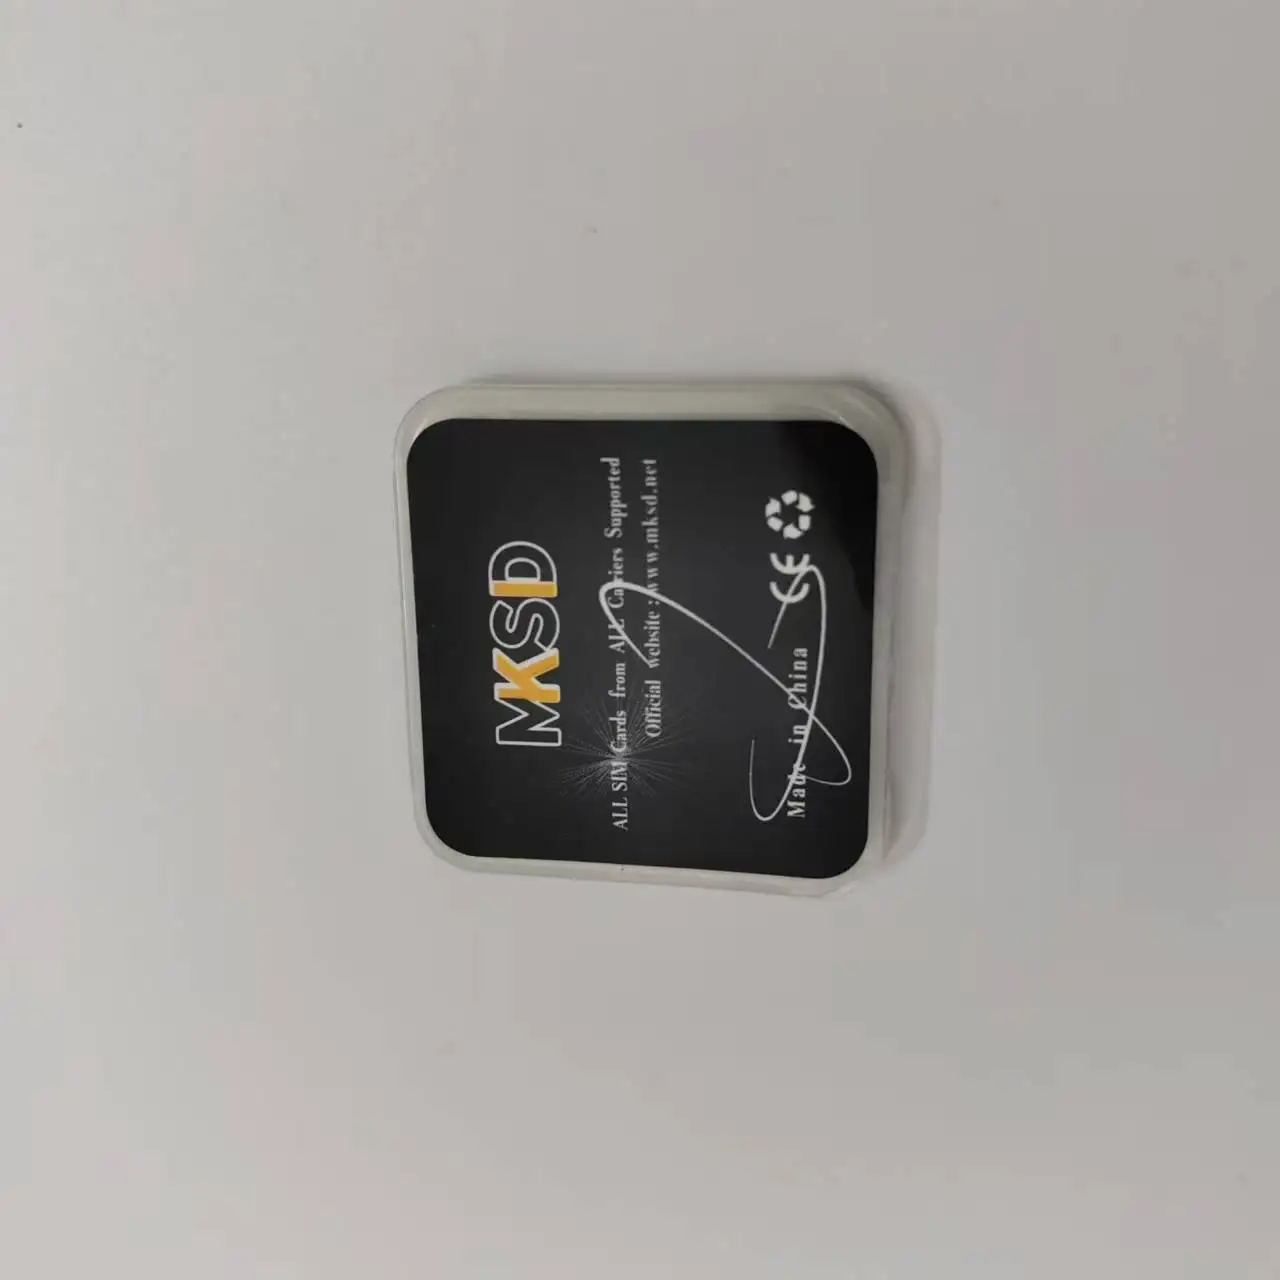 MKSD
ALL SIM Cards from ALL Carriers Supported
Official website : www.mksd.net
Made in China CE